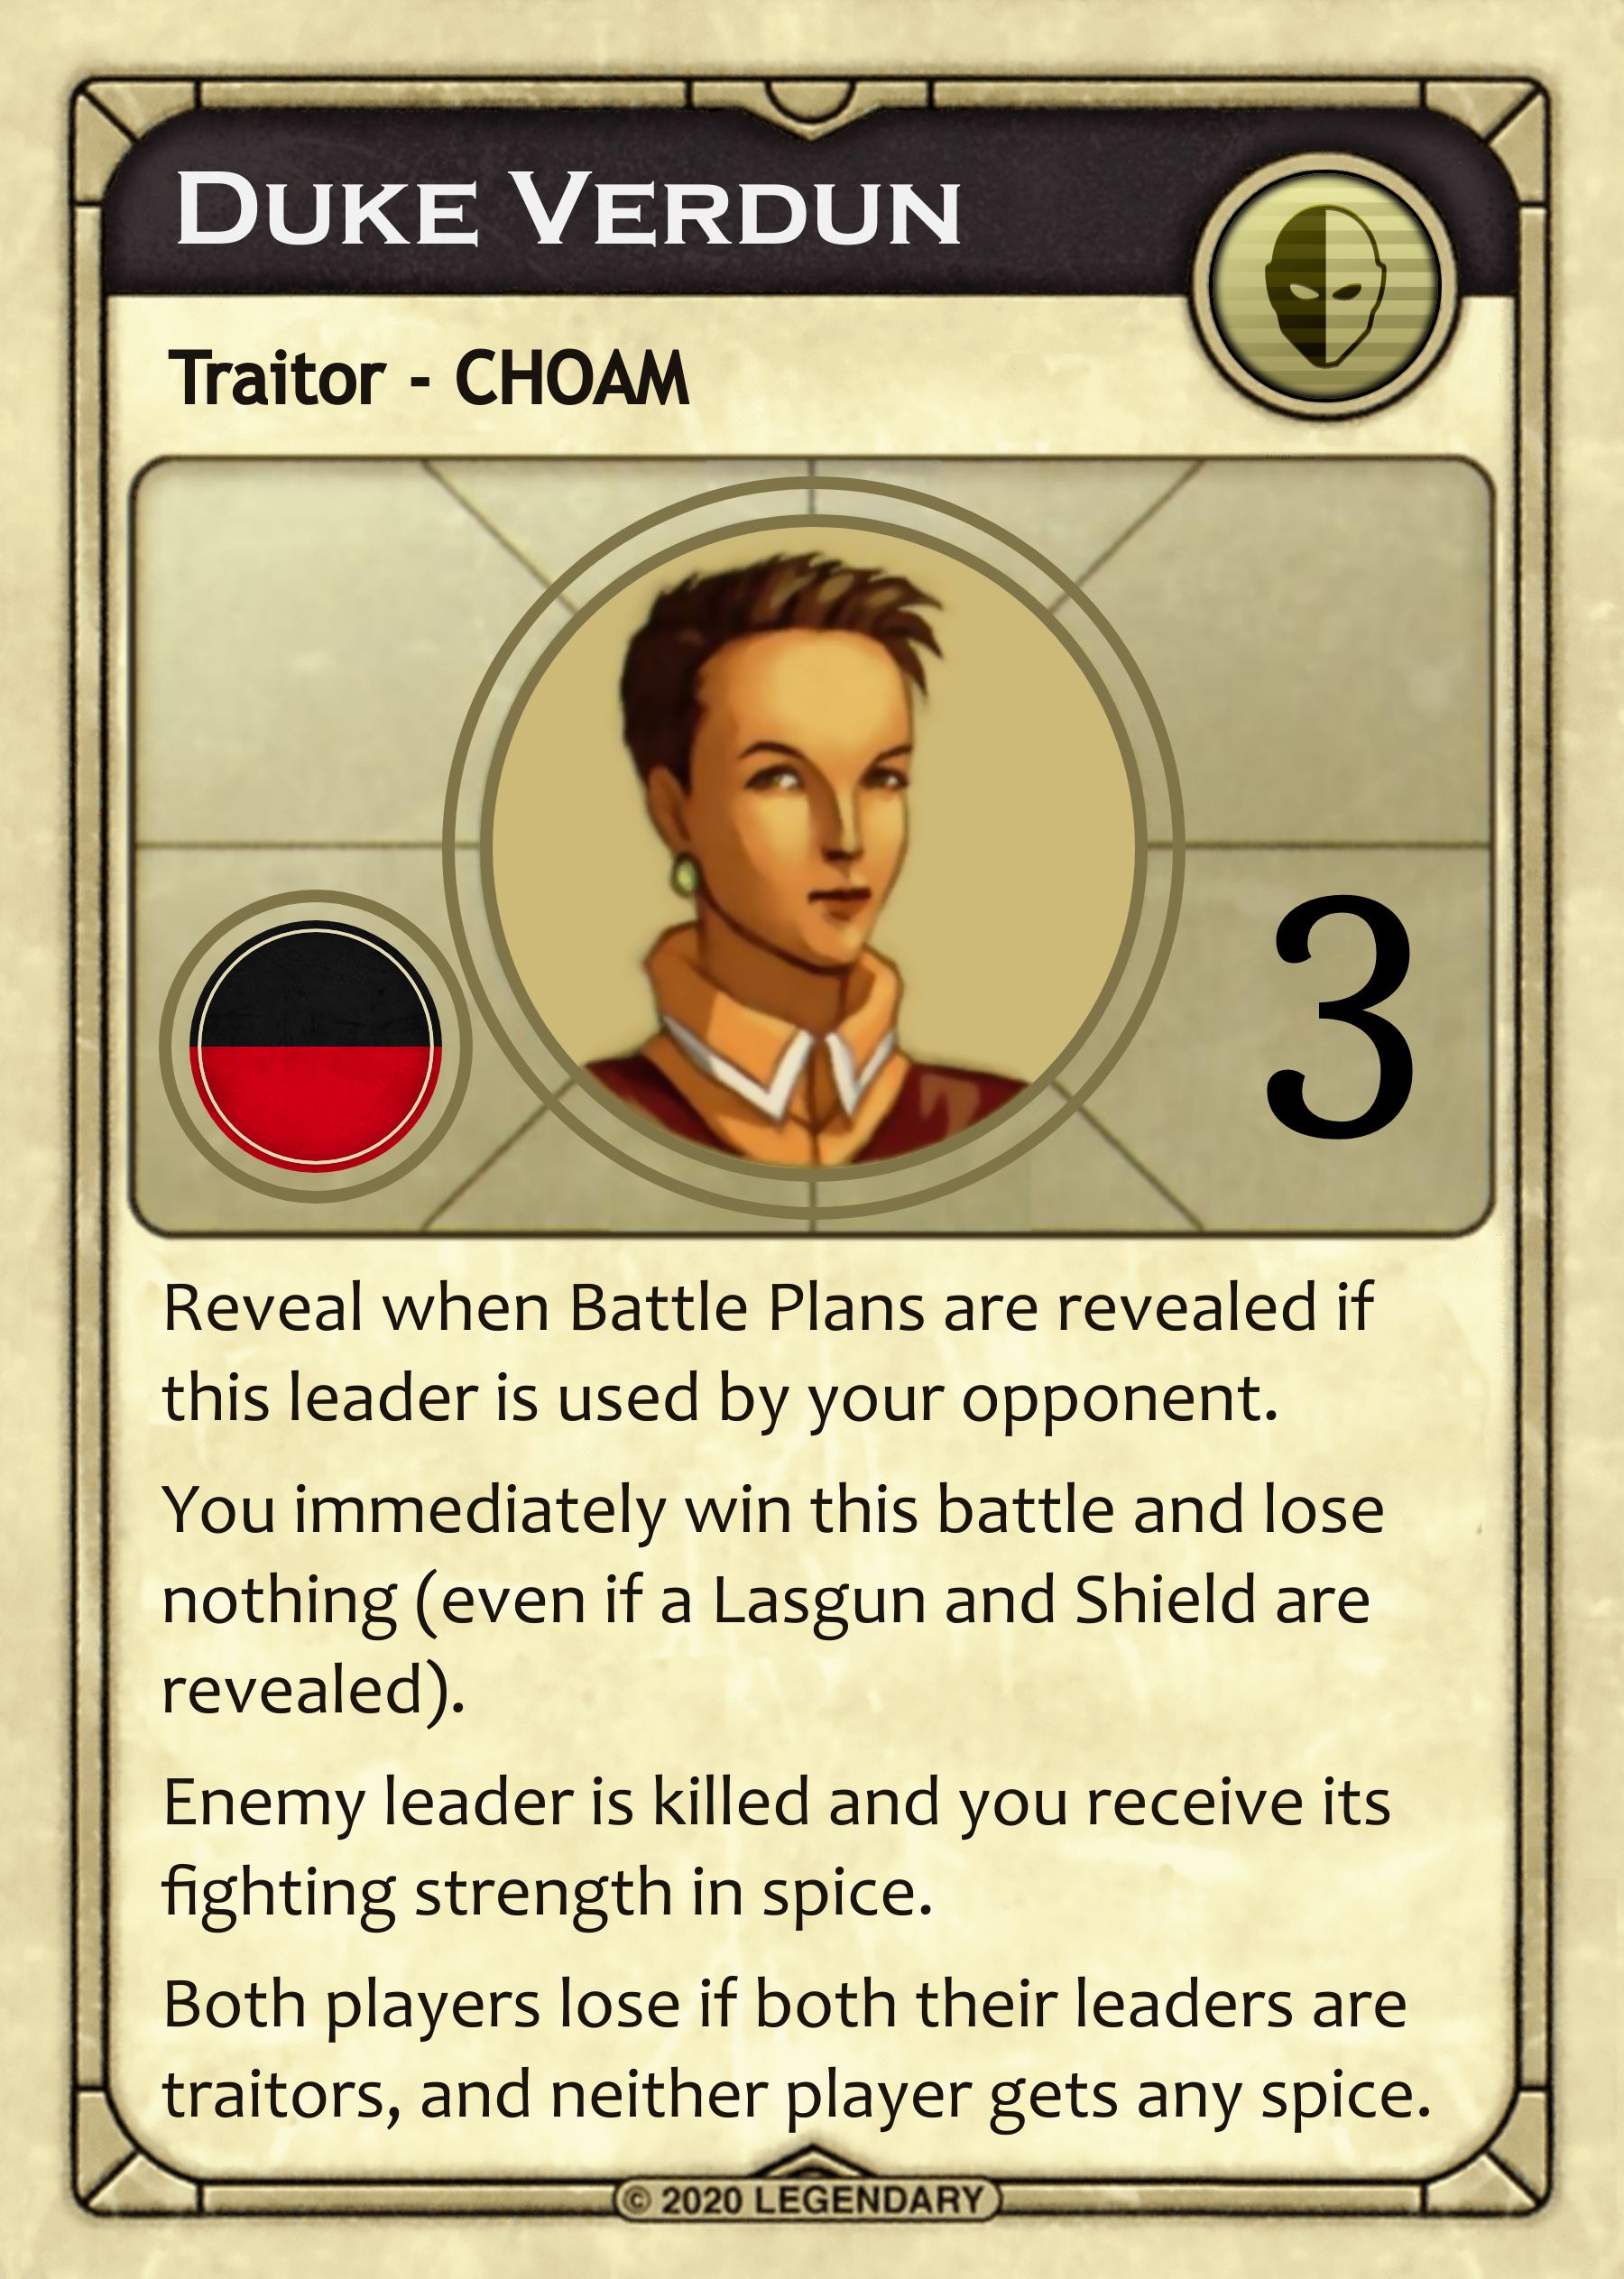 Duke Verdun
Traitor - CHOAM
3
Reveal when Battle Plans are revealed if
this leader is used by your opponent.
You immediately win this battle and lose
nothing (even if a Lasgun and Shield are
revealed).
Enemy leader is killed and you receive its
fighting strength in spice.
Both players lose if both their leaders are
traitors, and neither player gets any spice.
© 2020 LEGENDARY